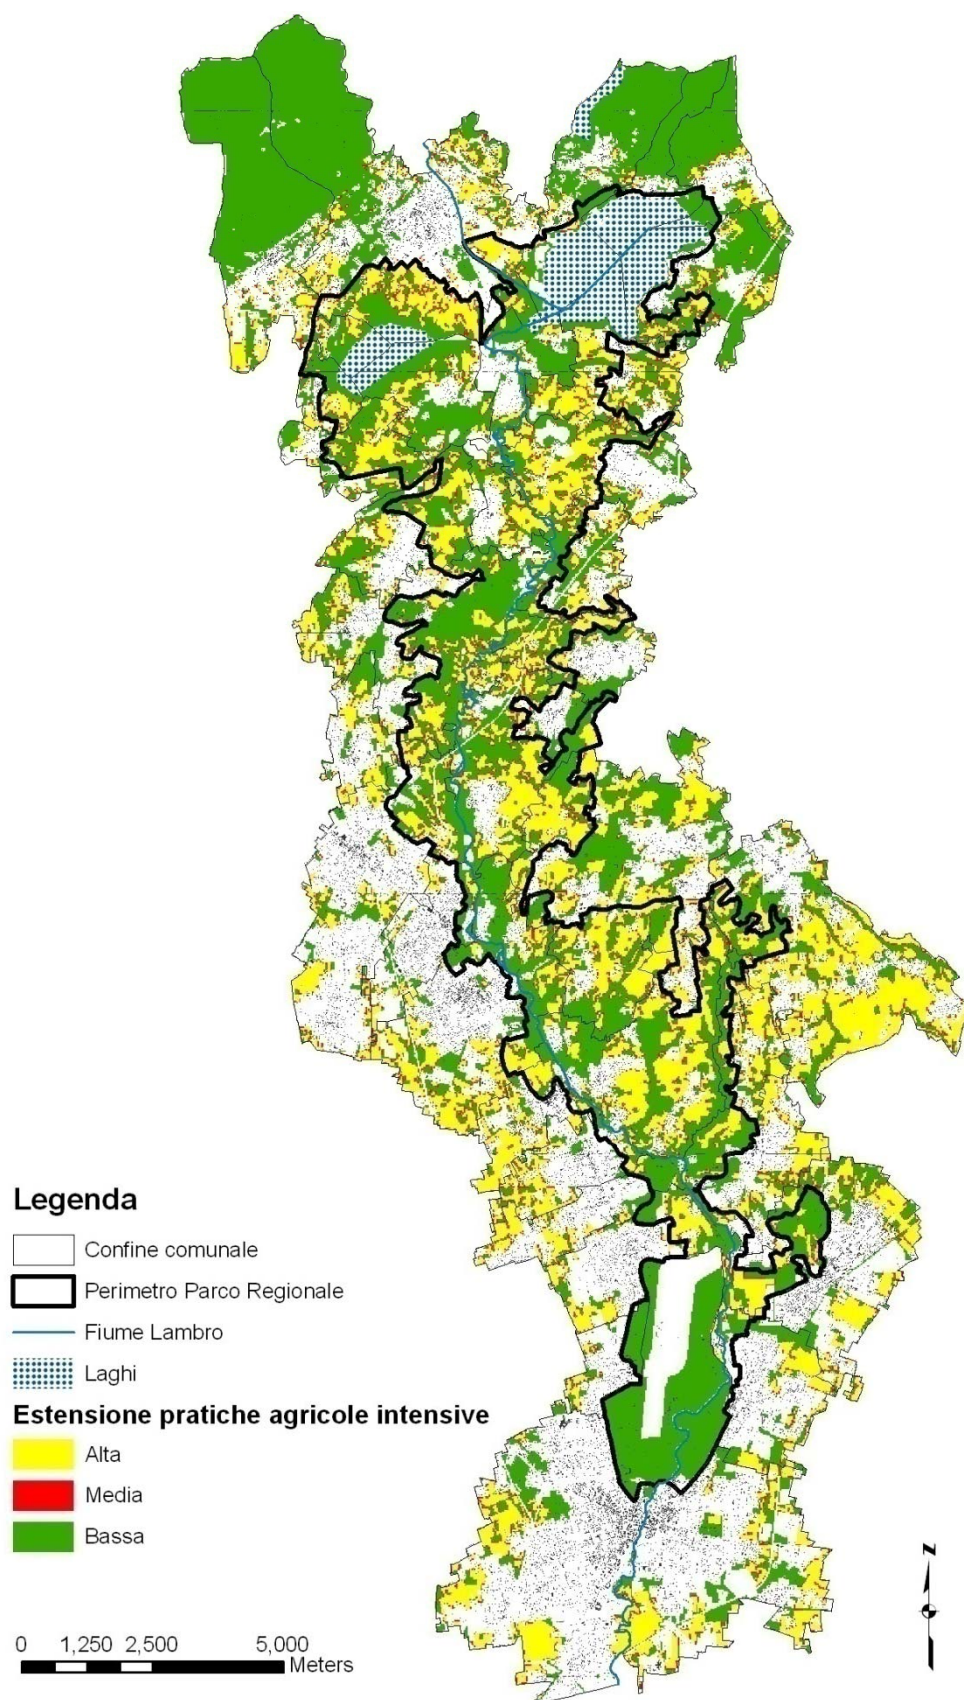 Legenda
Confine comunale
Perimetro Parco Regionale
Fiume Lambro
Laghi
Estensione pratiche agricole intensive
Alta
Media
Bassa
0 1,250 2,500 5,000
Meters
N